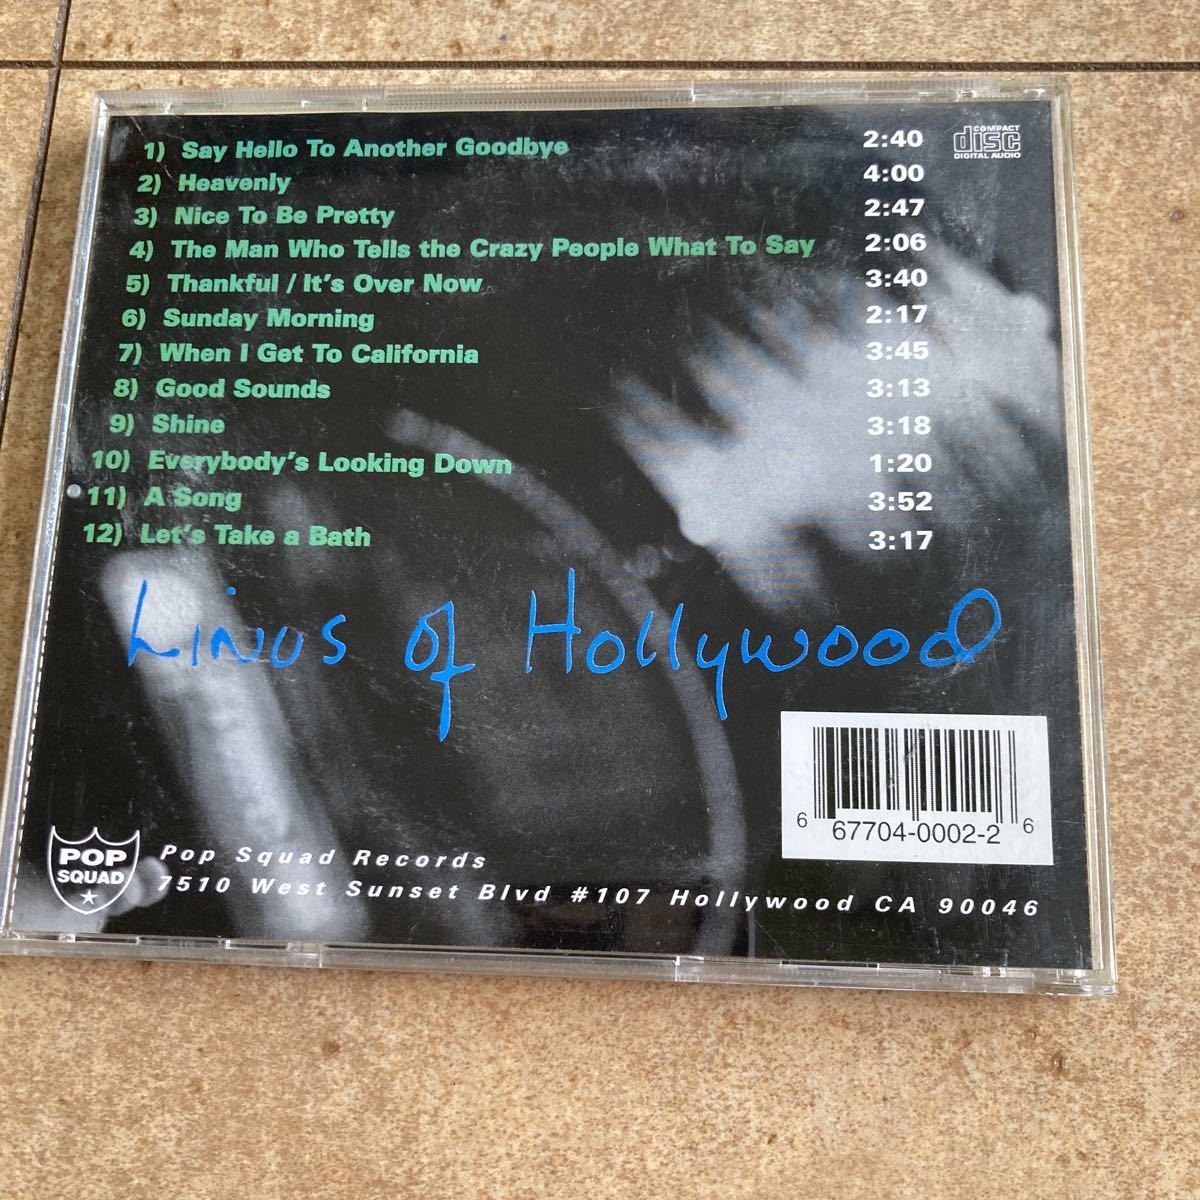 1) Say Hello To Another Goodbye 2:40
2) Heavenly 4:00
3) Nice To Be Pretty 2:47
4) The Man Who Tells the Crazy People What To Say 2:06
5) Thankful / It's Over Now 3:40
6) Sunday Morning 2:17
7) When I Get To California 3:45
8) Good Sounds 3:13
9) Shine 3:18
10) Everybody's Looking Down 1:20
11) A Song 3:52
12) Let's Take a Bath 3:17
COMPACT
disc
DIGITAL AUDIO
Linus of Hollywood
6 67704-0002-2 6
POP
SQUAD
Pop Squad Records
7510 West Sunset Blvd #107 Hollywood CA 90046